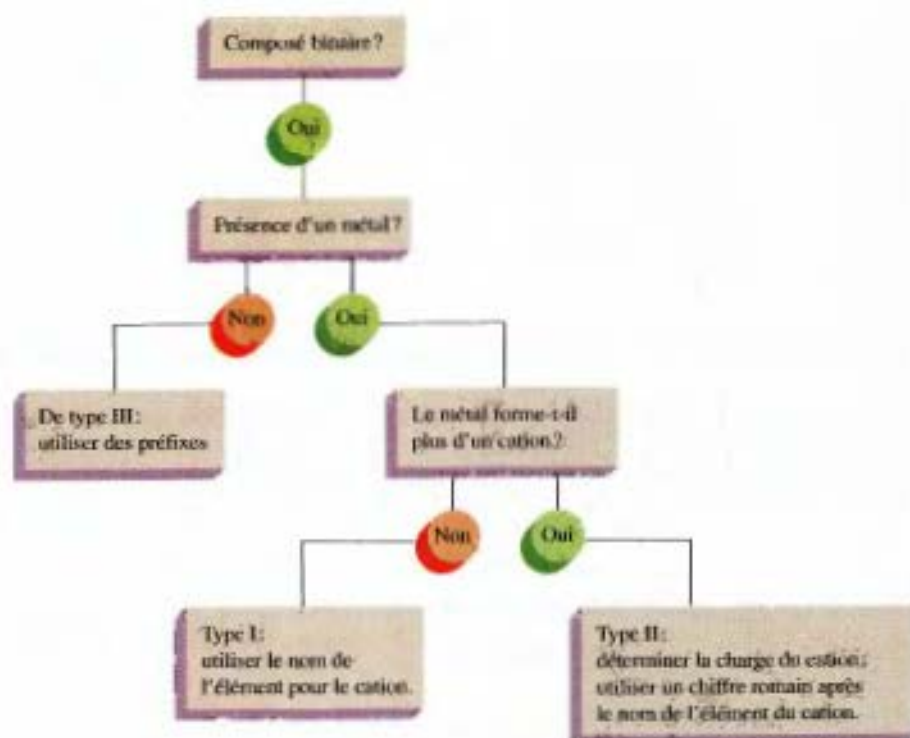 Composé binaire ?
Oui
Présence d'un métal ?
Non
Oui
De type III :
utiliser des préfixes
Le métal forme-t-il
plus d'un cation ?
Non
Oui
Type I :
utiliser le nom de
l'élément pour le cation.
Type II :
déterminer la charge du cation ;
utiliser un chiffre romain après
le nom de l'élément du cation.